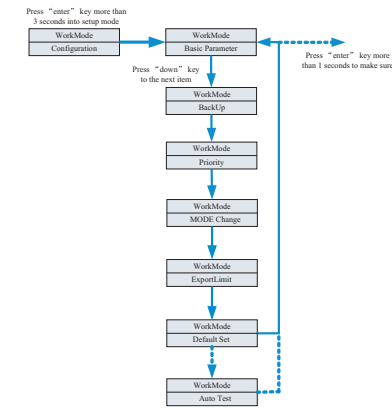 Press “enter” key more than
3 seconds into setup mode
WorkMode
Configuration
WorkMode
Basic Parameter
Press “enter” key more
than 1 seconds to make sure
Press “down” key
to the next item
WorkMode
BackUp
WorkMode
Priority
WorkMode
MODE Change
WorkMode
ExportLimit
WorkMode
Default Set
WorkMode
Auto Test